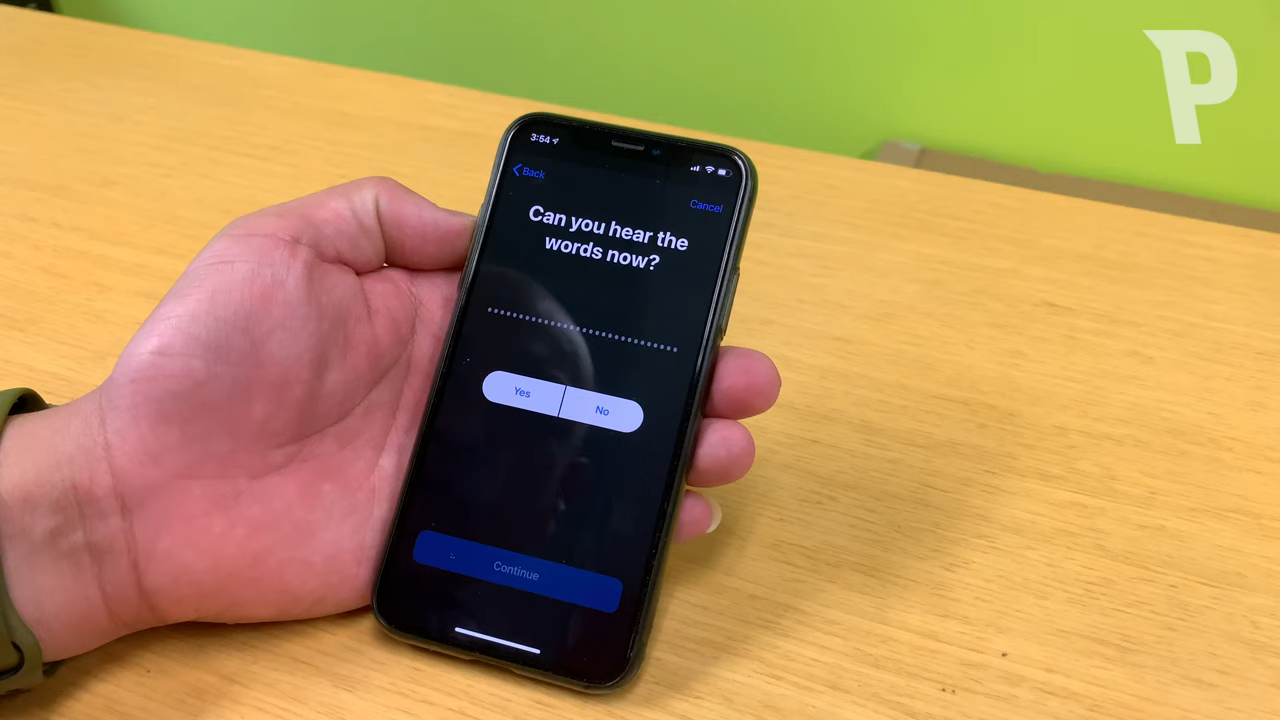 P
3:54
Back
Cancel
Can you hear the
words now?
Yes
No
Continue